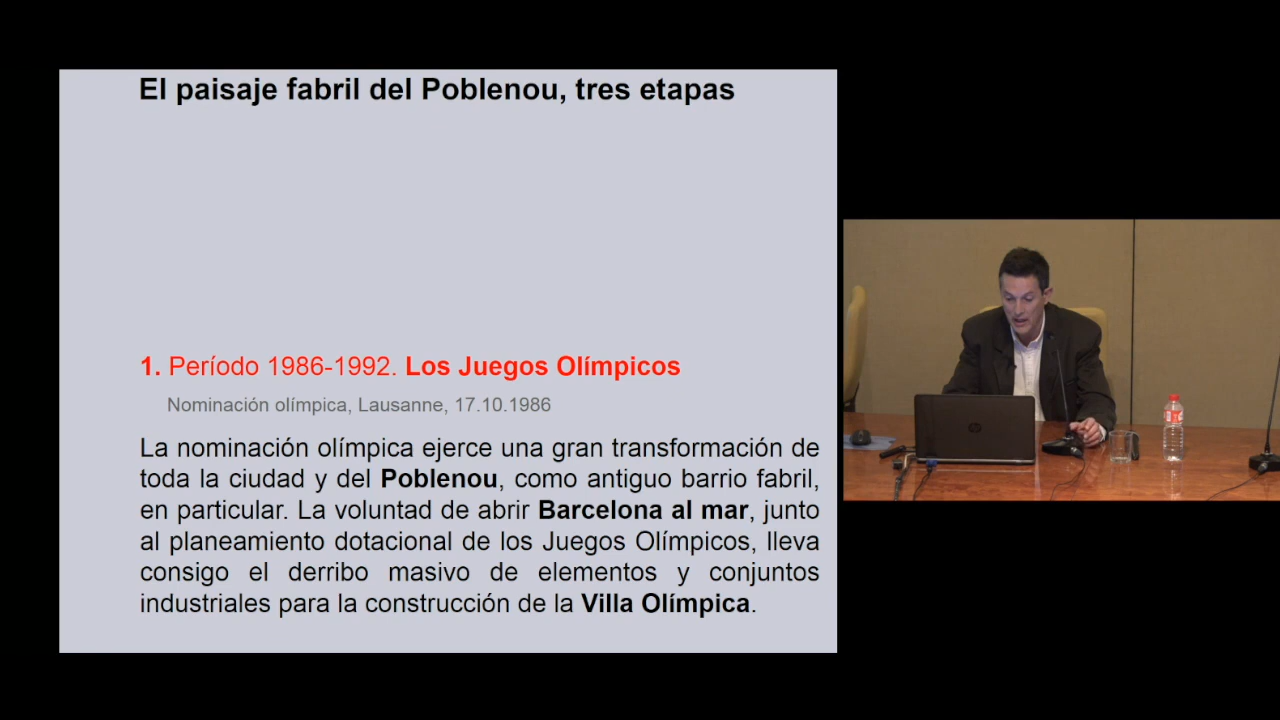 El paisaje fabril del Poblenou, tres etapas
1. Período 1986-1992. Los Juegos Olímpicos
Nominación olímpica, Lausanne, 17.10.1986
La nominación olímpica ejerce una gran transformación de
toda la ciudad y del Poblenou, como antiguo barrio fabril,
en particular. La voluntad de abrir Barcelona al mar, junto
al planeamiento dotacional de los Juegos Olímpicos, lleva
consigo el derribo masivo de elementos y conjuntos
industriales para la construcción de la Villa Olímpica.
hp